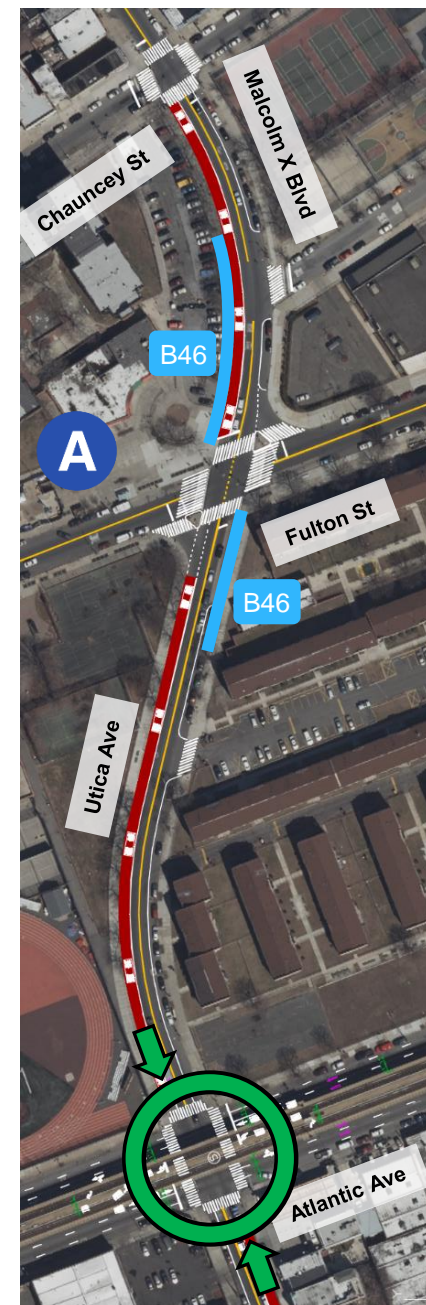 Malcolm X Blvd
Chauncey St
B46
A
Fulton St
B46
Utica Ave
Atlantic Ave